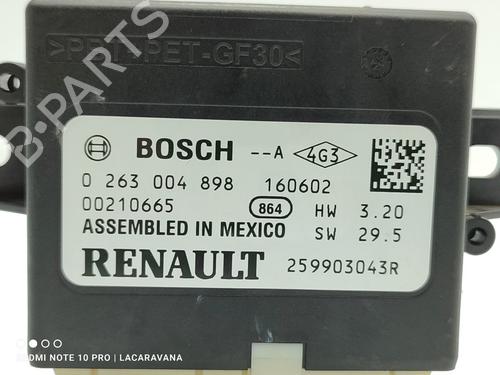 >PBT+PET-GF30<
BOSCH --A 4G3
0 263 004 898 160602
00210665 864 HW 3.20
ASSEMBLED IN MEXICO SW 29.5
RENAULT 259903043R
B-PARTS
REDMI NOTE 10 PRO | LACARAVANA